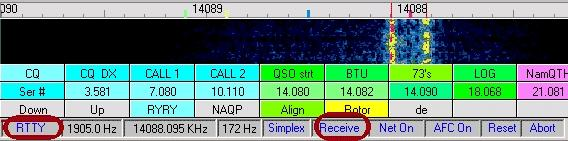 090 14089 14088
CQ CQ DX CALL 1 CALL 2 QSO strt BTU 73's LOG NamQTH
Ser # 3.581 7.080 10.110 14.080 14.082 14.090 18.068 21.081
Down Up RYRY NAQP Align Rotor de
RTTY 1905.0 Hz 14088.095 KHz 172 Hz Simplex Receive Net On AFC On Reset Abort